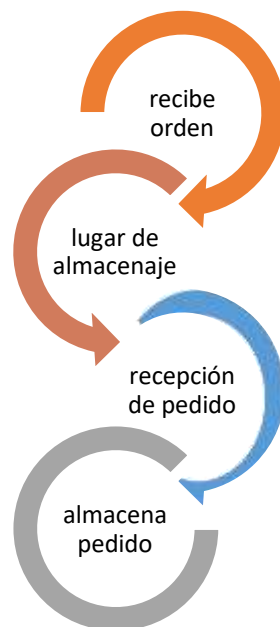 recibe
orden
lugar de
almacenaje
recepción
de pedido
almacena
pedido